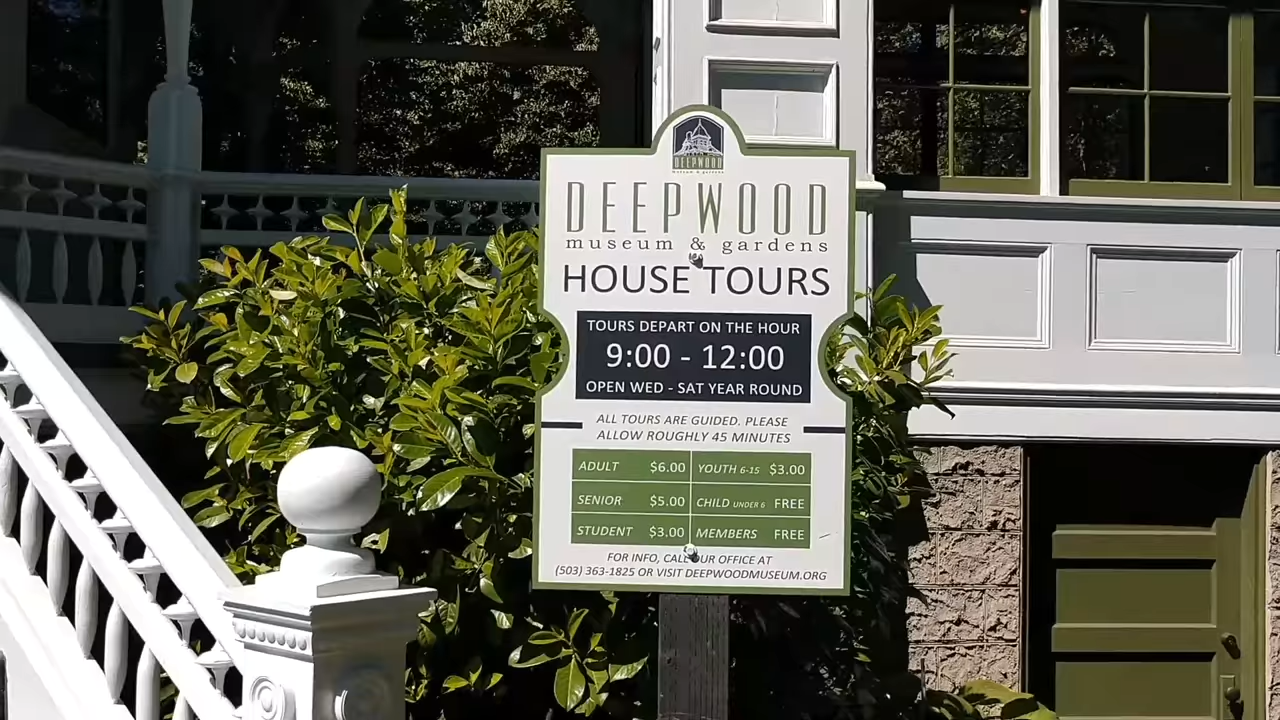 DEEPWOOD
museum & gardens
DEEPWOOD
museum & gardens
HOUSE TOURS
TOURS DEPART ON THE HOUR
9:00 - 12:00
OPEN WED - SAT YEAR ROUND
ALL TOURS ARE GUIDED. PLEASE
ALLOW ROUGHLY 45 MINUTES
ADULT $6.00 YOUTH 6-15 $3.00
SENIOR $5.00 CHILD UNDER 6 FREE
STUDENT $3.00 MEMBERS FREE
FOR INFO, CALL OUR OFFICE AT
(503) 363-1825 OR VISIT DEEPWOODMUSEUM.ORG